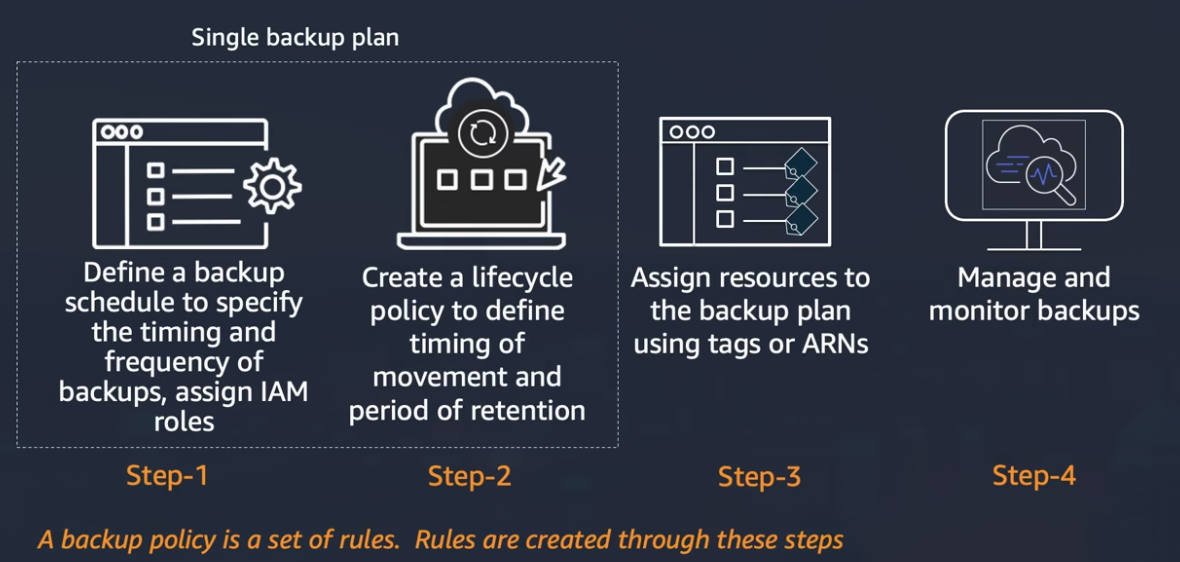 Single backup plan
Define a backup
schedule to specify
the timing and
frequency of
backups, assign IAM
roles
Create a lifecycle
policy to define
timing of
movement and
period of retention
Assign resources to
the backup plan
using tags or ARNs
Manage and
monitor backups
Step-1
Step-2
Step-3
Step-4
A backup policy is a set of rules.  Rules are created through these steps